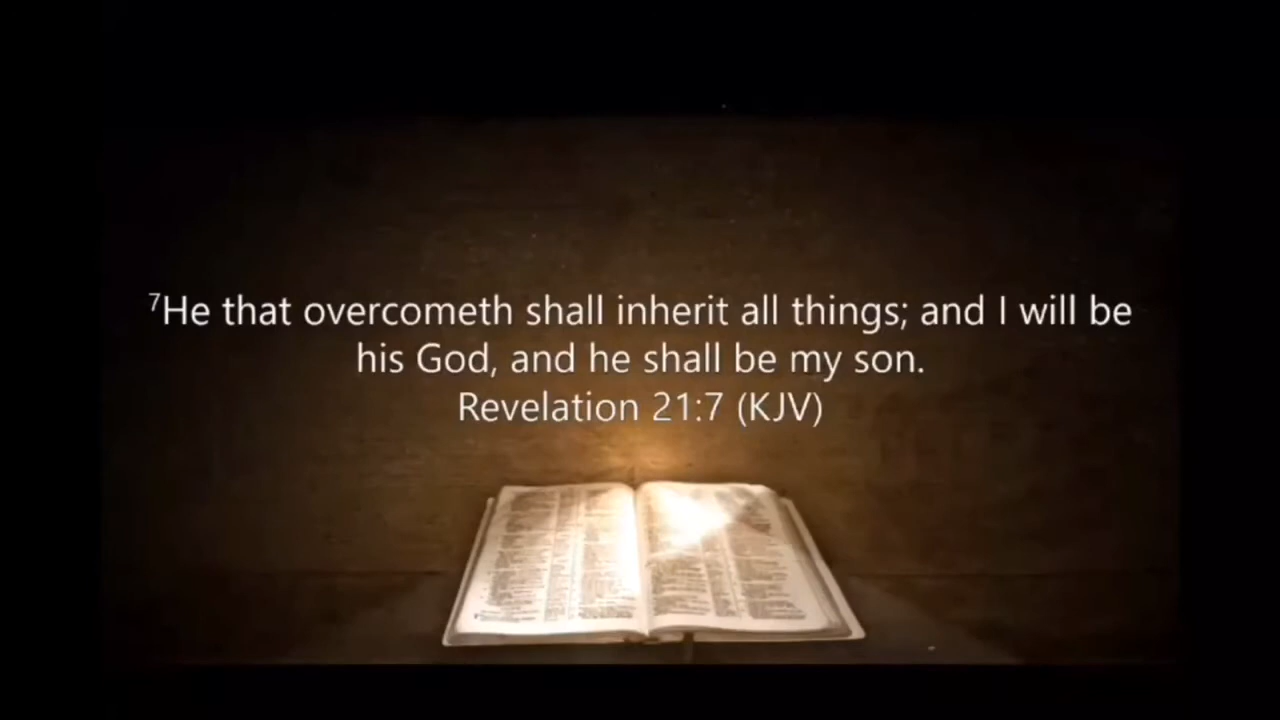 ⁷He that overcometh shall inherit all things; and I will be
his God, and he shall be my son.
Revelation 21:7 (KJV)